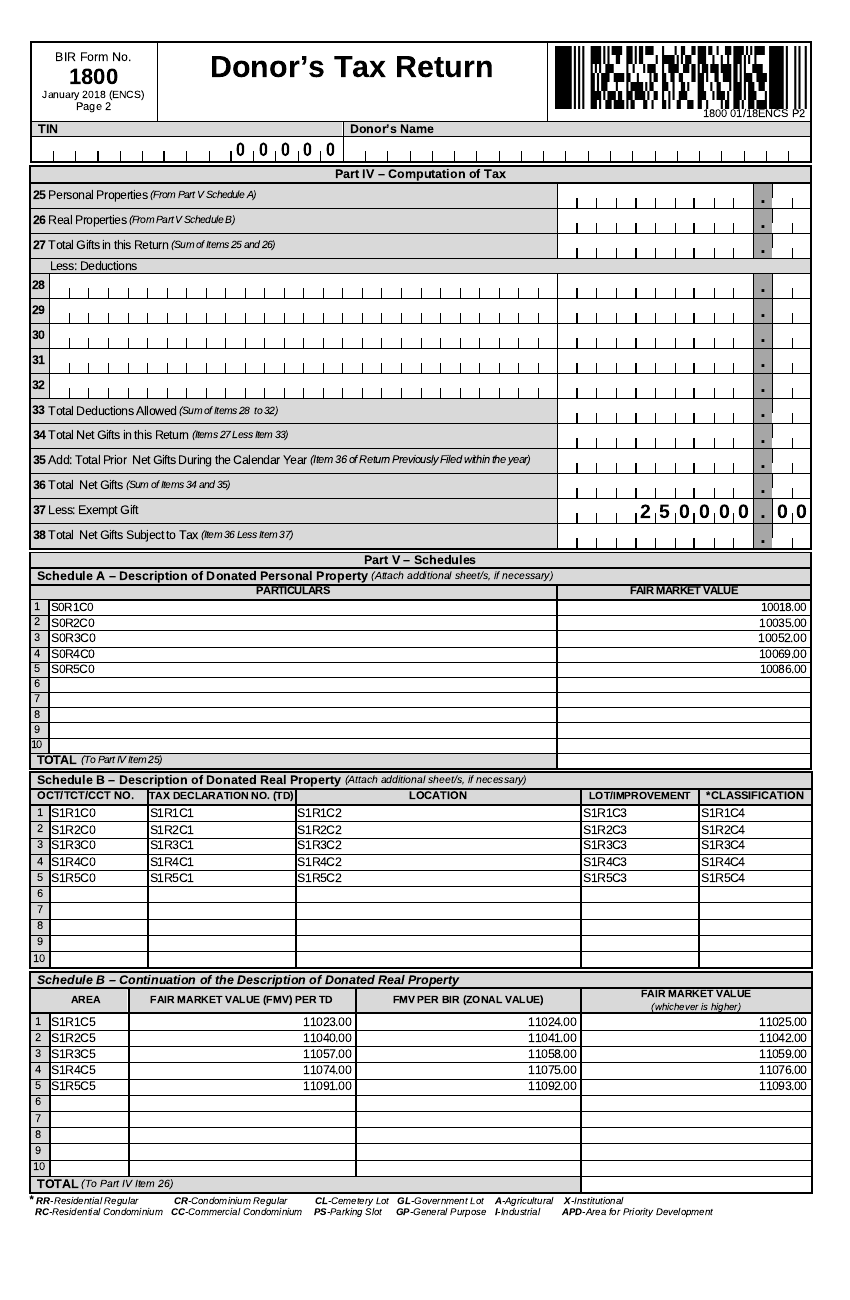 BIR Form No.
1800
January 2018 (ENCS)
Page 2
Donor's Tax Return
1800 01/18ENCS P2
TIN Donor's Name
0 0 0 0 0
Part IV – Computation of Tax
25 Personal Properties (From Part V Schedule A) .
26 Real Properties (From Part V Schedule B) .
27 Total Gifts in this Return (Sum of Items 25 and 26) .
Less: Deductions
28 .
29 .
30 .
31 .
32 .
33 Total Deductions Allowed (Sum of Items 28 to 32) .
34 Total Net Gifts in this Return (Items 27 Less Item 33) .
35 Add: Total Prior Net Gifts During the Calendar Year (Item 36 of Return Previously Filed within the year) .
36 Total Net Gifts (Sum of Items 34 and 35) .
37 Less: Exempt Gift 2 5 0 0 0 0 . 0 0
38 Total Net Gifts Subject to Tax (Item 36 Less Item 37) .
Part V – Schedules
Schedule A – Description of Donated Personal Property (Attach additional sheet/s, if necessary)
PARTICULARS FAIR MARKET VALUE
1 S0R1C0 10018.00
2 S0R2C0 10035.00
3 S0R3C0 10052.00
4 S0R4C0 10069.00
5 S0R5C0 10086.00
6
7
8
9
10
TOTAL (To Part IV Item 25)
Schedule B – Description of Donated Real Property (Attach additional sheet/s, if necessary)
OCT/TCT/CCT NO. TAX DECLARATION NO. (TD) LOCATION LOT/IMPROVEMENT *CLASSIFICATION
1 S1R1C0 S1R1C1 S1R1C2 S1R1C3 S1R1C4
2 S1R2C0 S1R2C1 S1R2C2 S1R2C3 S1R2C4
3 S1R3C0 S1R3C1 S1R3C2 S1R3C3 S1R3C4
4 S1R4C0 S1R4C1 S1R4C2 S1R4C3 S1R4C4
5 S1R5C0 S1R5C1 S1R5C2 S1R5C3 S1R5C4
6
7
8
9
10
Schedule B – Continuation of the Description of Donated Real Property
AREA FAIR MARKET VALUE (FMV) PER TD FMV PER BIR (ZONAL VALUE) FAIR MARKET VALUE
(whichever is higher)
1 S1R1C5 11023.00 11024.00 11025.00
2 S1R2C5 11040.00 11041.00 11042.00
3 S1R3C5 11057.00 11058.00 11059.00
4 S1R4C5 11074.00 11075.00 11076.00
5 S1R5C5 11091.00 11092.00 11093.00
6
7
8
9
10
TOTAL (To Part IV Item 26)
* RR-Residential Regular CR-Condominium Regular CL-Cemetery Lot GL-Government Lot A-Agricultural X-Institutional
RC-Residential Condominium CC-Commercial Condominium PS-Parking Slot GP-General Purpose I-Industrial APD-Area for Priority Development